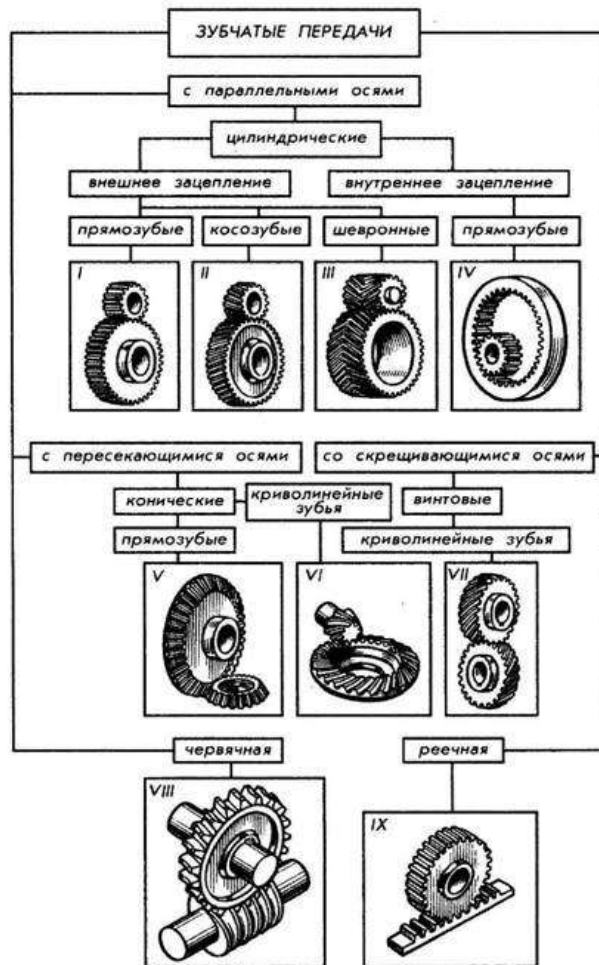 ЗУБЧАТЫЕ ПЕРЕДАЧИ
с параллельными осями
цилиндрические
внешнее зацепление
внутреннее зацепление
прямозубые
косозубые
шевронные
прямозубые
I
II
III
IV
с пересекающимися осями
со скрещивающимися осями
конические
криволинейные
зубья
винтовые
прямозубые
криволинейные зубья
V
VI
VII
червячная
реечная
VIII
IX